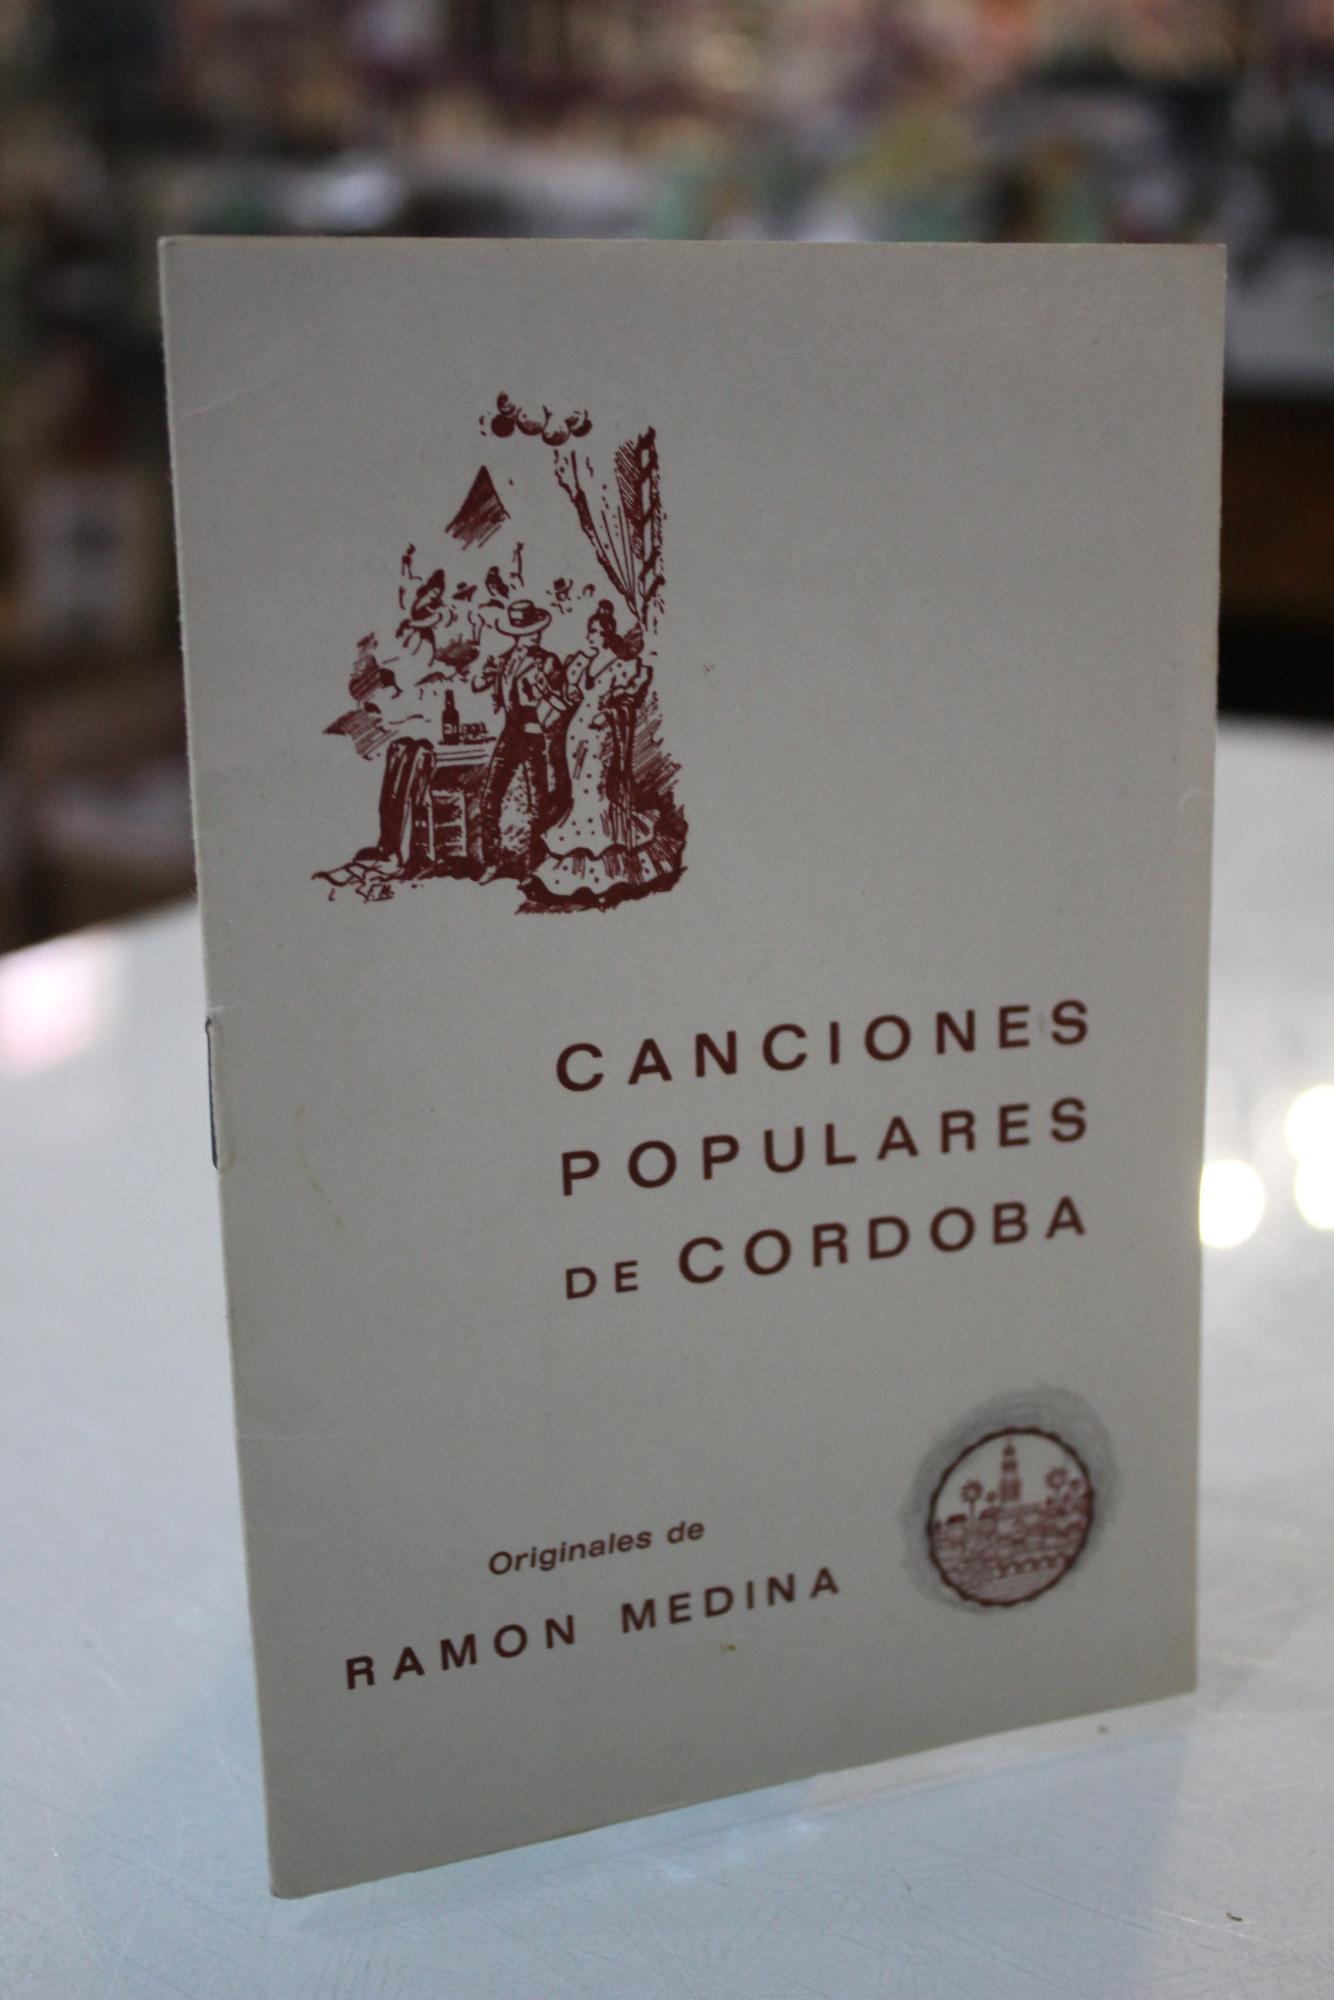 CANCIONES
POPULARES
DE CORDOBA
Originales de
RAMON MEDINA